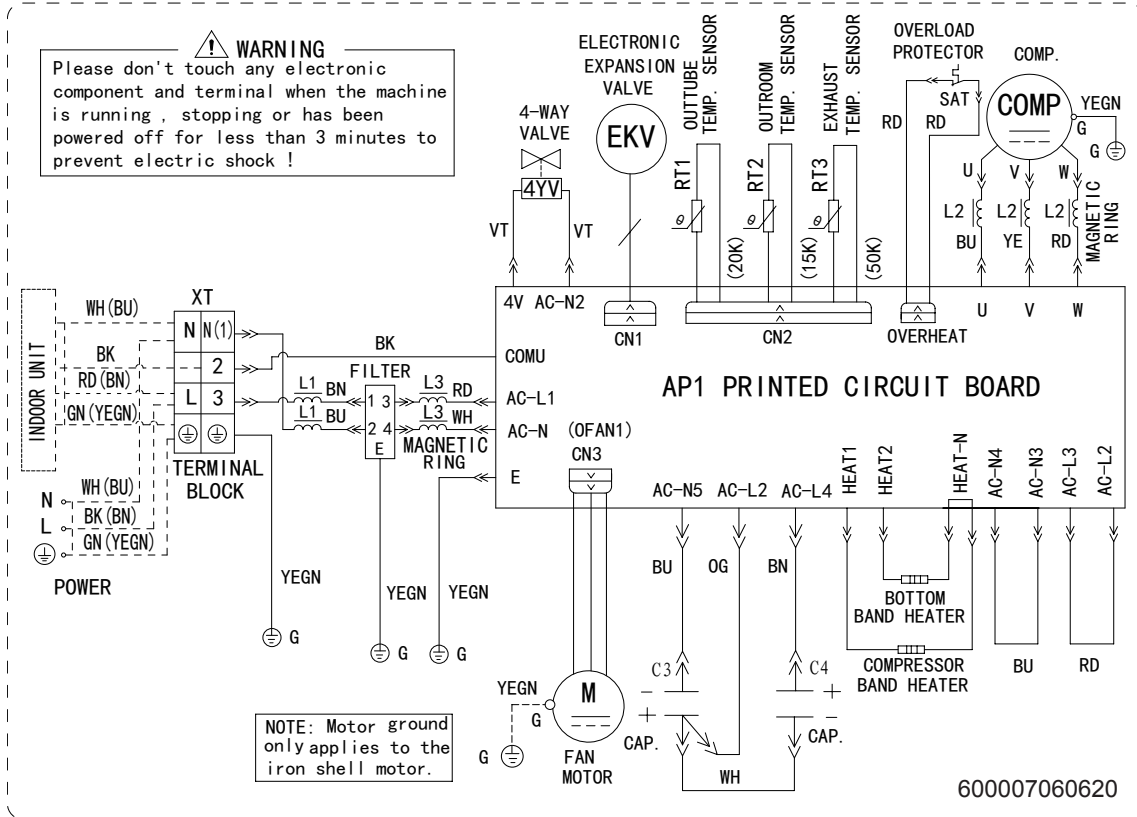 WARNING
Please don't touch any electronic
component and terminal when the machine
is running , stopping or has been
powered off for less than 3 minutes to
prevent electric shock !
ELECTRONIC
EXPANSION
VALVE
EKV
4-WAY
VALVE
4YV
VT
VT
OUTTUBE
TEMP. SENSOR
OUTROOM
TEMP. SENSOR
EXHAUST
TEMP. SENSOR
RT1
RT2
RT3
θ
θ
θ
(20K)
(15K)
(50K)
OVERLOAD
PROTECTOR
SAT
RD
RD
COMP.
COMP
YEGN
G
G
U
V
W
L2
L2
L2
BU
YE
RD
MAGNETIC
RING
4V AC-N2
CN1
CN2
OVERHEAT
U
V
W
XT
INDOOR UNIT
WH(BU)
BK
RD(BN)
GN(YEGN)
N N(1)
2
L 3
TERMINAL
BLOCK
BK
FILTER
L1 BN
L1 BU
1 3
2 4
E
L3 RD
L3 WH
MAGNETIC
RING
COMU
AC-L1
AC-N
E
AP1 PRINTED CIRCUIT BOARD
(OFAN1)
CN3
AC-N5
AC-L2
AC-L4
HEAT1
HEAT2
HEAT-N
AC-N4
AC-N3
AC-L3
AC-L2
N
L
WH(BU)
BK(BN)
GN(YEGN)
POWER
YEGN
G
YEGN
G
YEGN
G
BU
OG
BN
BOTTOM
BAND HEATER
COMPRESSOR
BAND HEATER
BU
RD
YEGN
G
G
M
FAN
MOTOR
C3
-
+
CAP.
C4
+
-
CAP.
WH
NOTE: Motor ground
only applies to the
iron shell motor.
600007060620